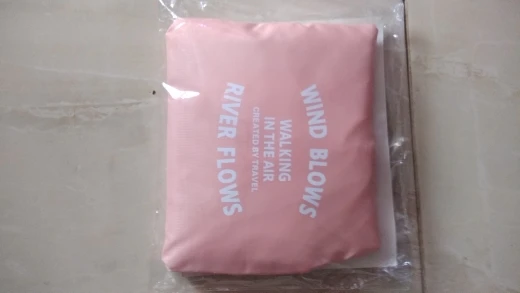 WIND BLOWS
WALKING
IN THE AIR
CREATED BY TRAVEL
RIVER FLOWS